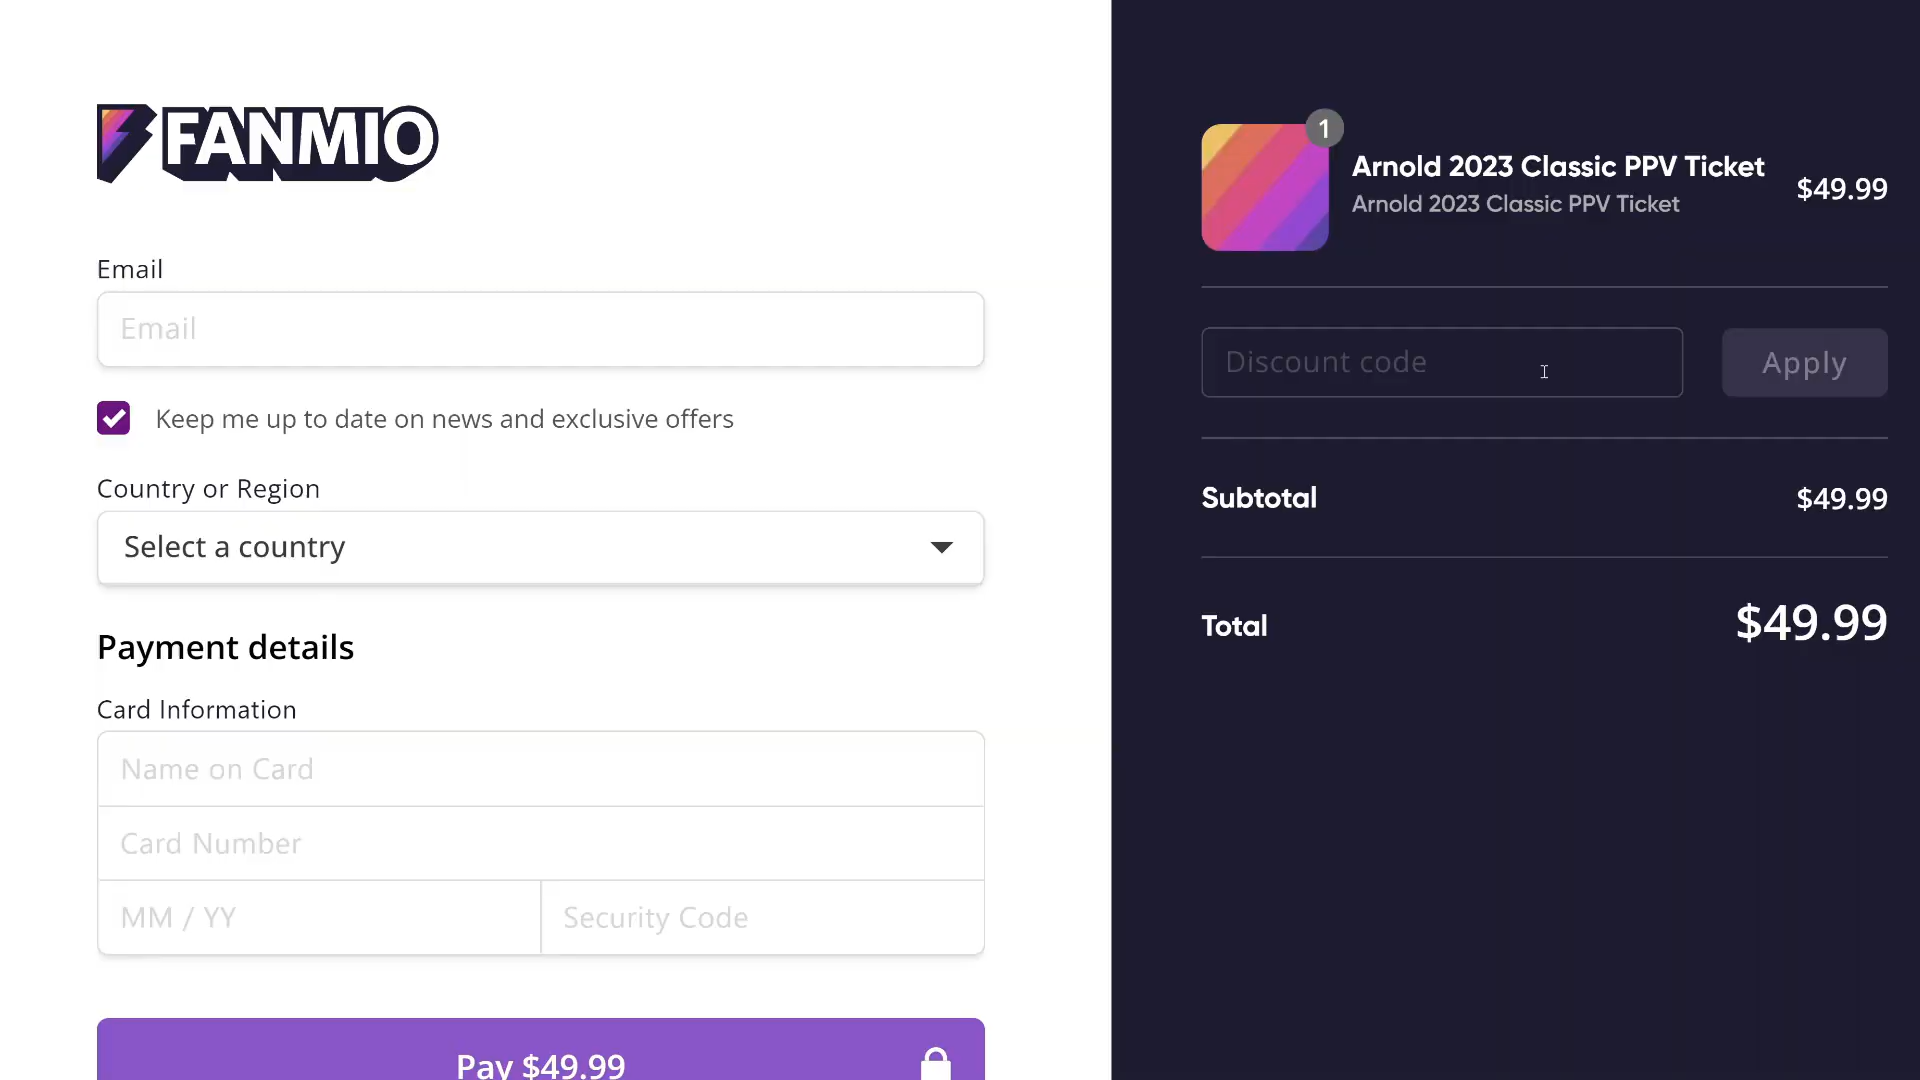 FANMIO
Email
Email
Keep me up to date on news and exclusive offers
Country or Region
Select a country
Payment details
Card Information
Name on Card
Card Number
MM / YY
Security Code
Pay $49.99
1
Arnold 2023 Classic PPV Ticket
Arnold 2023 Classic PPV Ticket
$49.99
Discount code
Apply
Subtotal
$49.99
Total
$49.99